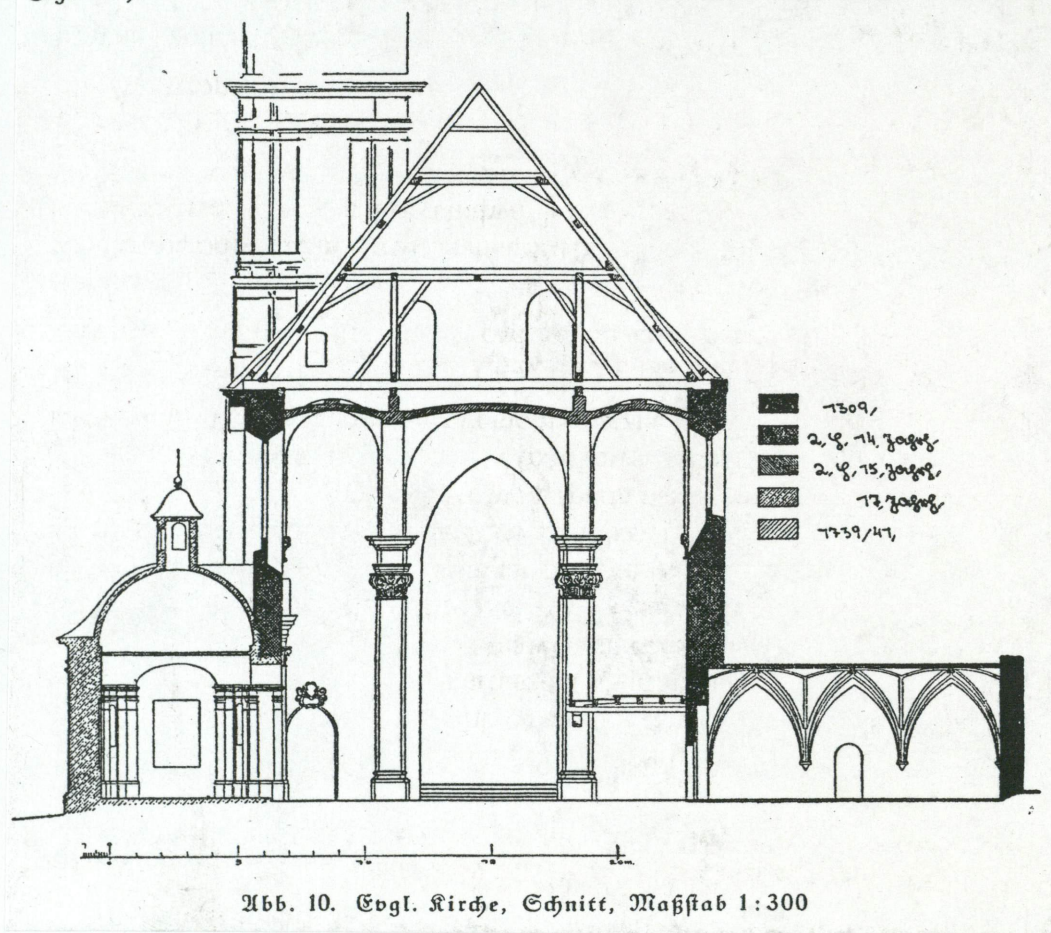 1309,
2. H. 14. Jahrh.
2. H. 15. Jahrh.
17. Jahrh.
1739/41,
0 5 10 15 20m.
Abb. 10. Evgl. Kirche, Schnitt, Maßstab 1:300